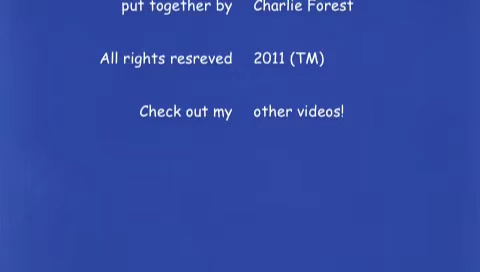 put together by Charlie Forest
All rights resreved 2011 (TM)
Check out my other videos!